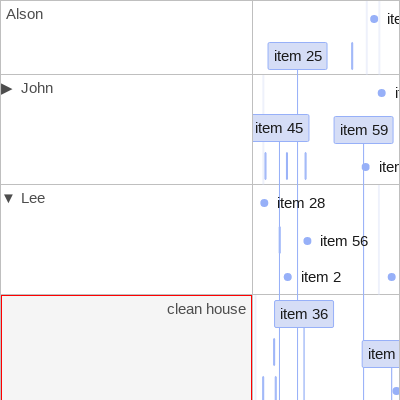 Alson
item 25
▶ John
item 45
item 59
▼ Lee
item 28
item 56
item 2
clean house
item 36
item